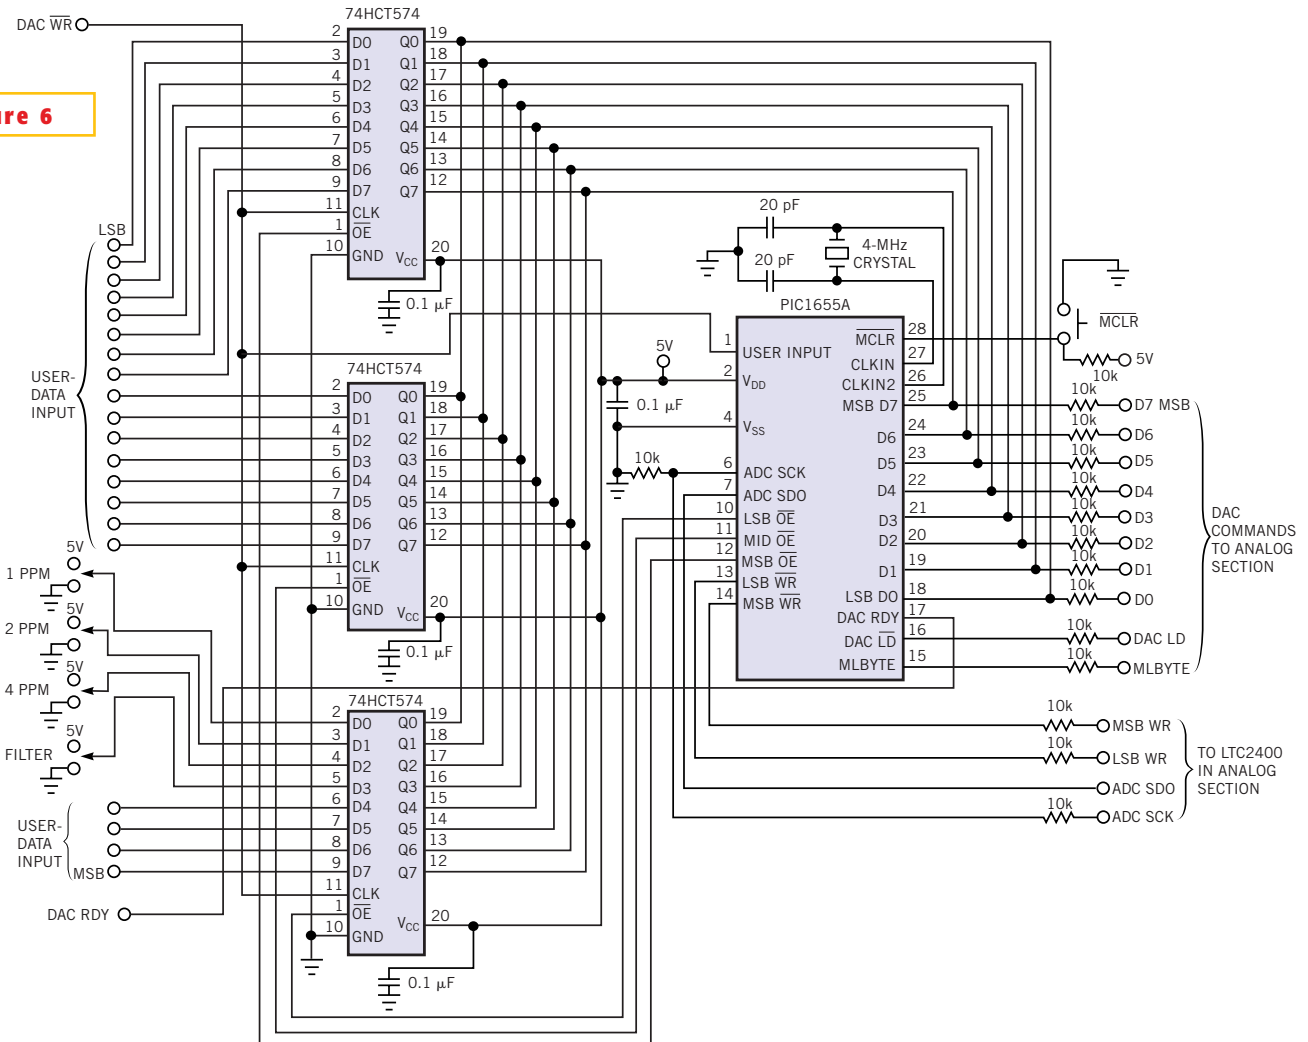 DAC WR
ure 6
74HCT574
2 D0 Q0 19
3 D1 Q1 18
4 D2 Q2 17
5 D3 Q3 16
6 D4 Q4 15
7 D5 Q5 14
8 D6 Q6 13
9 D7 Q7 12
11 CLK
1 OE
10 GND VCC 20
0.1 µF
LSB
USER-
DATA
INPUT
74HCT574
2 D0 Q0 19
3 D1 Q1 18
4 D2 Q2 17
5 D3 Q3 16
6 D4 Q4 15
7 D5 Q5 14
8 D6 Q6 13
9 D7 Q7 12
11 CLK
1 OE
10 GND VCC 20
0.1 µF
5V
1 PPM
5V
2 PPM
5V
4 PPM
5V
FILTER
74HCT574
2 D0 Q0 19
3 D1 Q1 18
4 D2 Q2 17
5 D3 Q3 16
6 D4 Q4 15
7 D5 Q5 14
8 D6 Q6 13
9 D7 Q7 12
11 CLK
1 OE
10 GND VCC 20
0.1 µF
USER-
DATA
INPUT
MSB
DAC RDY
20 pF
20 pF
4-MHz
CRYSTAL
5V
0.1 µF
10k
PIC1655A
1 USER INPUT
2 VDD
4 VSS
6 ADC SCK
7 ADC SDO
10 LSB OE
11 MID OE
12 MSB OE
13 LSB WR
14 MSB WR
MCLR 28
CLKIN 27
CLKIN2 26
MSB D7 25
D6 24
D5 23
D4 22
D3 21
D2 20
D1 19
LSB DO 18
DAC RDY 17
DAC LD 16
MLBYTE 15
MCLR
10k 5V
10k D7 MSB
10k D6
10k D5
10k D4
10k D3
10k D2
10k D1
10k D0
10k DAC LD
10k MLBYTE
DAC
COMMANDS
TO ANALOG
SECTION
10k MSB WR
10k LSB WR
ADC SDO
10k ADC SCK
TO LTC2400
IN ANALOG
SECTION